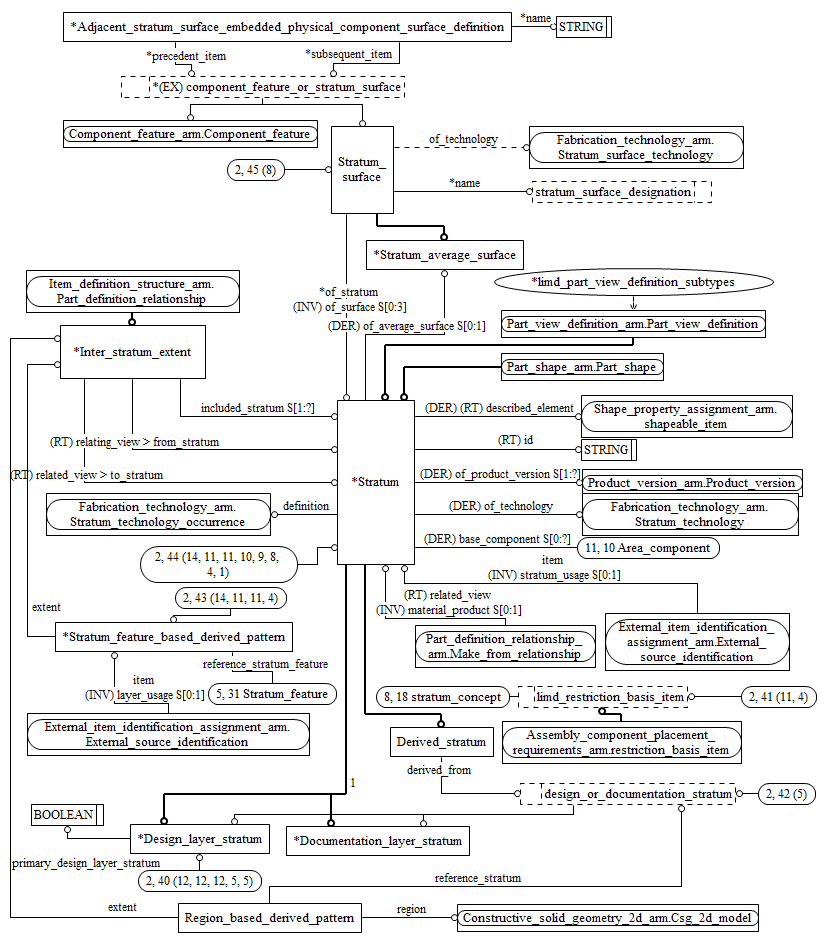 *Adjacent_stratum_surface_embedded_physical_component_surface_definition
*name
STRING
*precedent_item
*subsequent_item
*(EX) component_feature_or_stratum_surface
Component_feature_arm.Component_feature
Stratum_
surface
of_technology
Fabrication_technology_arm.
Stratum_surface_technology
2, 45 (8)
*name
stratum_surface_designation
*Stratum_average_surface
Item_definition_structure_arm.
Part_definition_relationship
*of_stratum
(INV) of_surface S[0:3]
(DER) of_average_surface S[0:1]
*limd_part_view_definition_subtypes
Part_view_definition_arm.Part_view_definition
*Inter_stratum_extent
Part_shape_arm.Part_shape
included_stratum S[1:?]
(DER) (RT) described_element
Shape_property_assignment_arm.
shapeable_item
(RT) relating_view > from_stratum
(RT) id
STRING
(RT) related_view > to_stratum
*Stratum
(DER) of_product_version S[1:?]
Product_version_arm.Product_version
Fabrication_technology_arm.
Stratum_technology_occurrence
definition
(DER) of_technology
Fabrication_technology_arm.
Stratum_technology
2, 44 (14, 11, 11, 10, 9, 8,
4, 1)
(DER) base_component S[0:?]
11, 10 Area_component
item
(INV) stratum_usage S[0:1]
2, 43 (14, 11, 11, 4)
(RT) related_view
(INV) material_product S[0:1]
extent
*Stratum_feature_based_derived_pattern
Part_definition_relationship_
arm.Make_from_relationship
External_item_identification_
assignment_arm.External_
source_identification
reference_stratum_feature
item
(INV) layer_usage S[0:1]
5, 31 Stratum_feature
8, 18 stratum_concept
limd_restriction_basis_item
2, 41 (11, 4)
External_item_identification_assignment_arm.
External_source_identification
Derived_stratum
Assembly_component_placement_
requirements_arm.restriction_basis_item
derived_from
1
design_or_documentation_stratum
2, 42 (5)
BOOLEAN
*Design_layer_stratum
*Documentation_layer_stratum
primary_design_layer_stratum
2, 40 (12, 12, 12, 5, 5)
reference_stratum
extent
Region_based_derived_pattern
region
Constructive_solid_geometry_2d_arm.Csg_2d_model